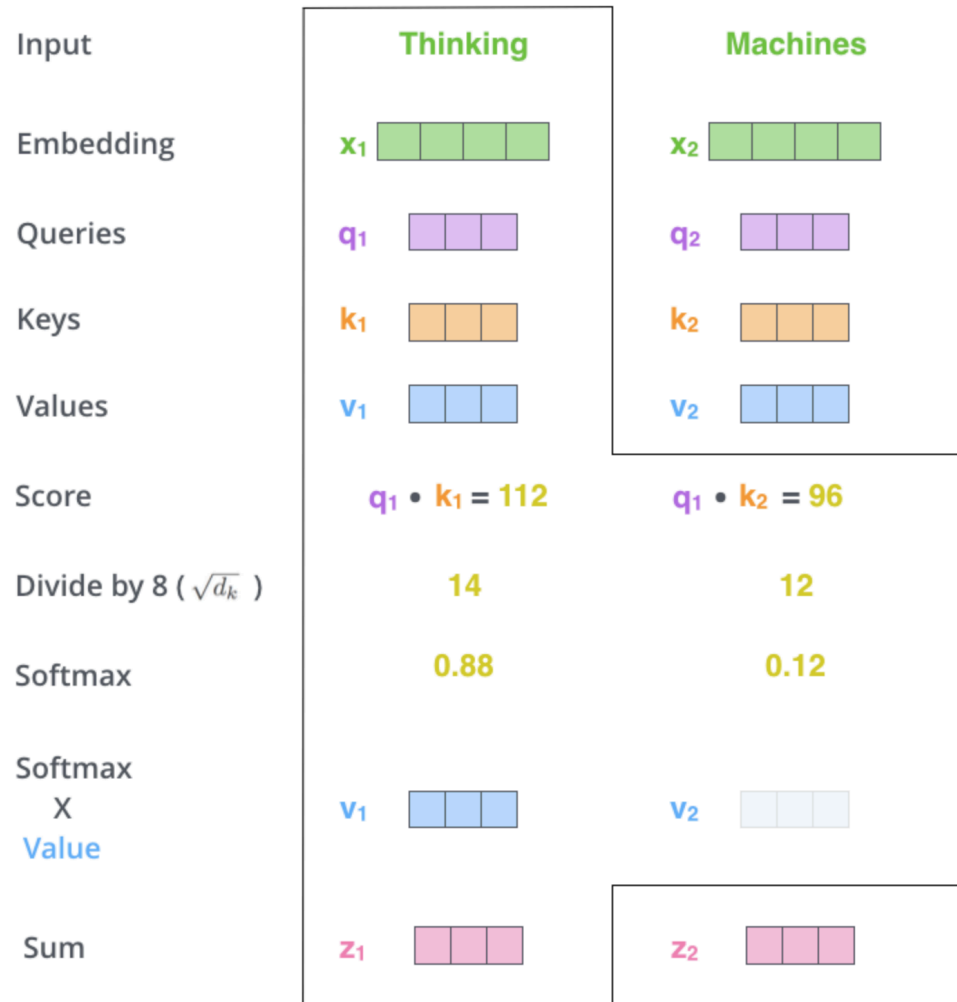 Input Thinking Machines
Embedding x₁ x₂
Queries q₁ q₂
Keys k₁ k₂
Values v₁ v₂
Score q₁ • k₁ = 112 q₁ • k₂ = 96
Divide by 8 ( √dₖ ) 14 12
Softmax 0.88 0.12
Softmax
X
v₁ v₂
Value
Sum z₁ z₂